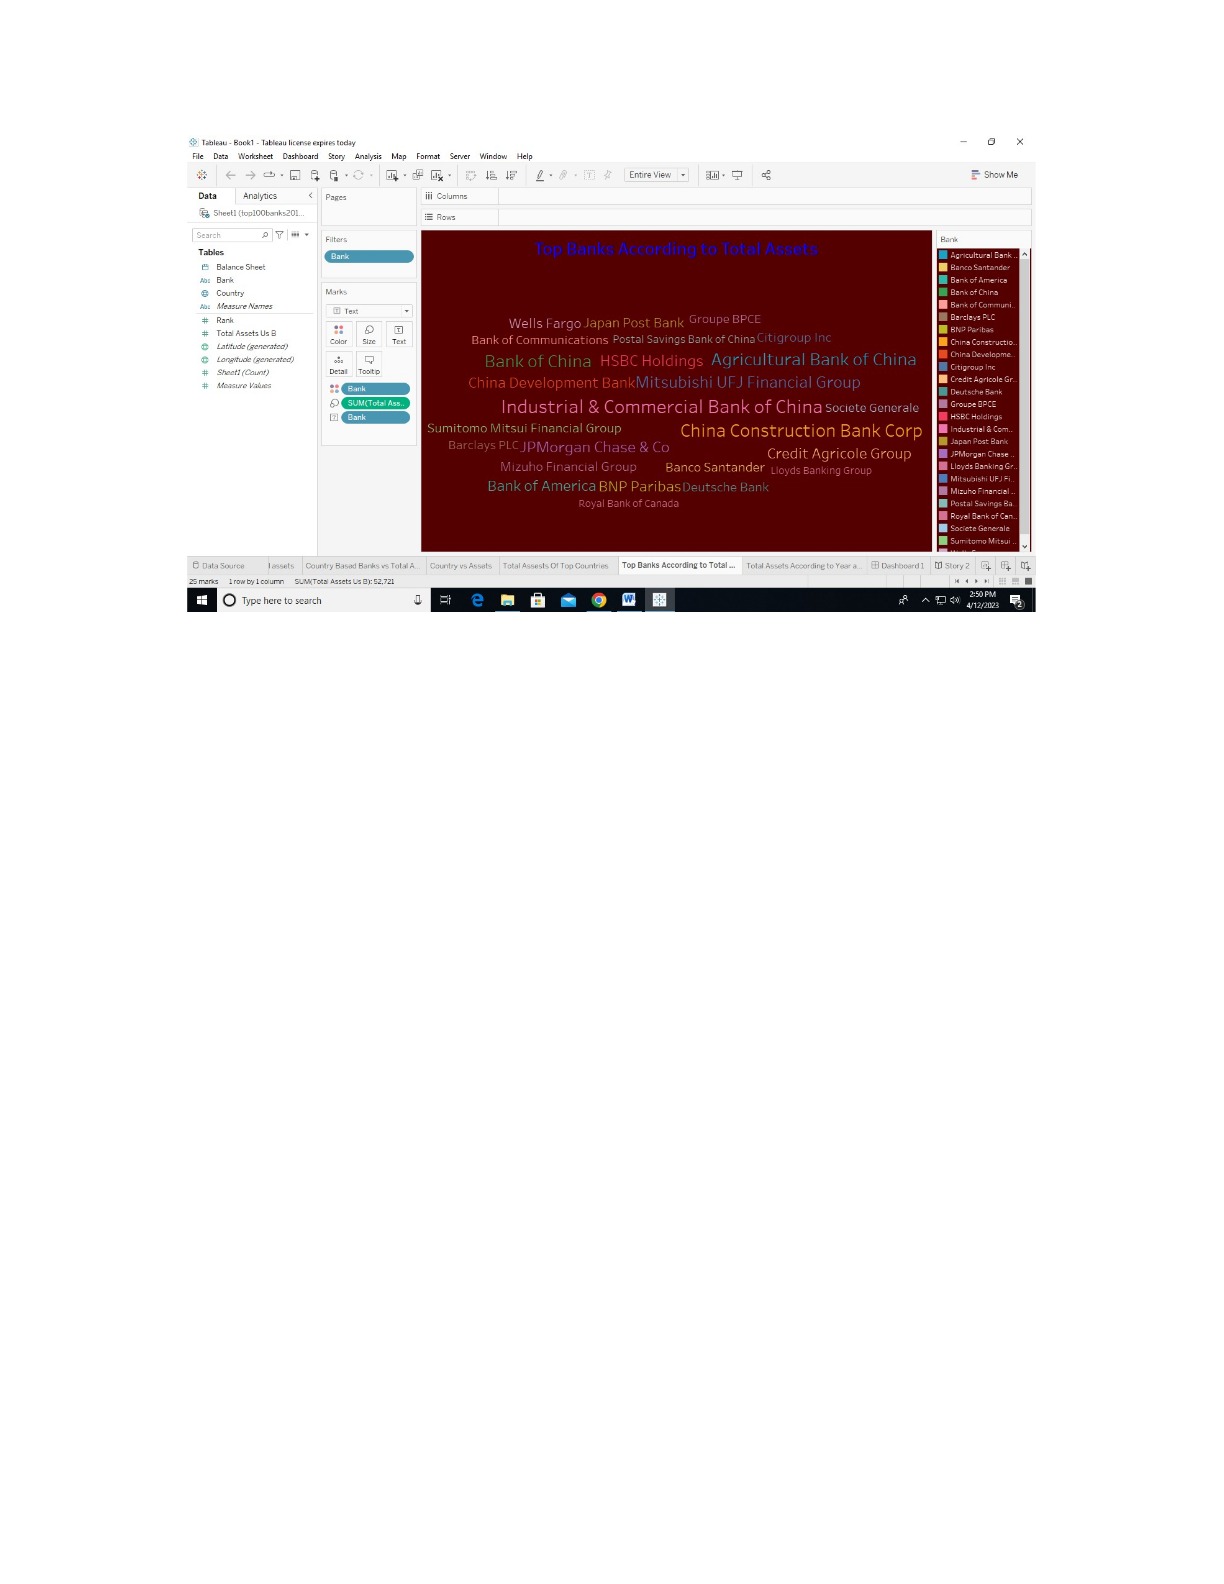 Tableau - Book1 - Tableau license expires today
File Data Worksheet Dashboard Story Analysis Map Format Server Window Help
Entire View
Show Me
Data Analytics
Pages
Columns
Sheet1 (top100banks201...
Rows
Search
Filters
Bank
Tables
Balance Sheet
Bank
Country
Measure Names
Rank
Total Assets Us B
Latitude (generated)
Longitude (generated)
Sheet1 (Count)
Measure Values
Marks
Text
Color Size Text
Detail Tooltip
Bank
SUM(Total Ass..
Bank
Top Banks According to Total Assets
Wells Fargo Japan Post Bank Groupe BPCE
Bank of Communications Postal Savings Bank of China Citigroup Inc
Bank of China HSBC Holdings Agricultural Bank of China
China Development Bank Mitsubishi UFJ Financial Group
Industrial & Commercial Bank of China Societe Generale
Sumitomo Mitsui Financial Group China Construction Bank Corp
Barclays PLC JPMorgan Chase & Co Credit Agricole Group
Mizuho Financial Group Banco Santander Lloyds Banking Group
Bank of America BNP Paribas Deutsche Bank
Royal Bank of Canada
Bank
Agricultural Bank ..
Banco Santander
Bank of America
Bank of China
Bank of Communi..
Barclays PLC
BNP Paribas
China Constructio..
China Developme..
Citigroup Inc
Credit Agricole Gr..
Deutsche Bank
Groupe BPCE
HSBC Holdings
Industrial & Com..
Japan Post Bank
JPMorgan Chase ..
Lloyds Banking Gr..
Mitsubishi UFJ Fi..
Mizuho Financial ..
Postal Savings Ba..
Royal Bank of Can..
Societe Generale
Sumitomo Mitsui ..
Data Source l assets Country Based Banks vs Total A... Country vs Assets Total Assests Of Top Countries Top Banks According to Total ... Total Assets According to Year a... Dashboard 1 Story 2
25 marks 1 row by 1 column SUM(Total Assets Us B): 52,721
Type here to search
2:50 PM
4/12/2023
2